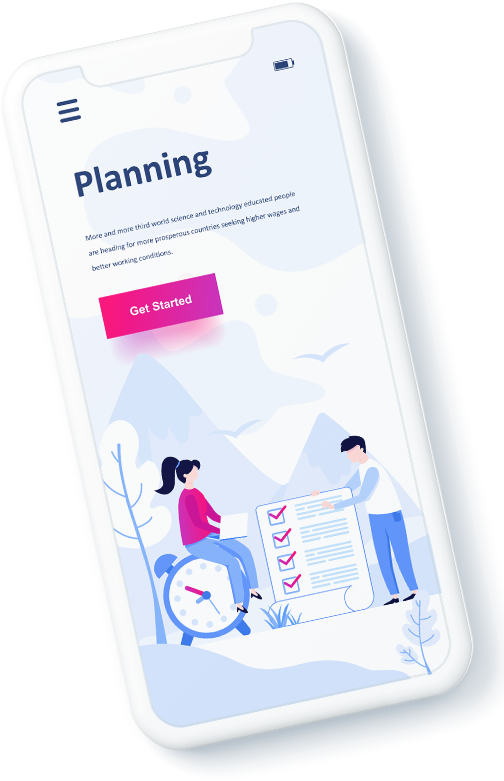 Planning
More and more third world science and technology educated people
are heading for more prosperous countries seeking higher wages and
better working conditions.
Get Started